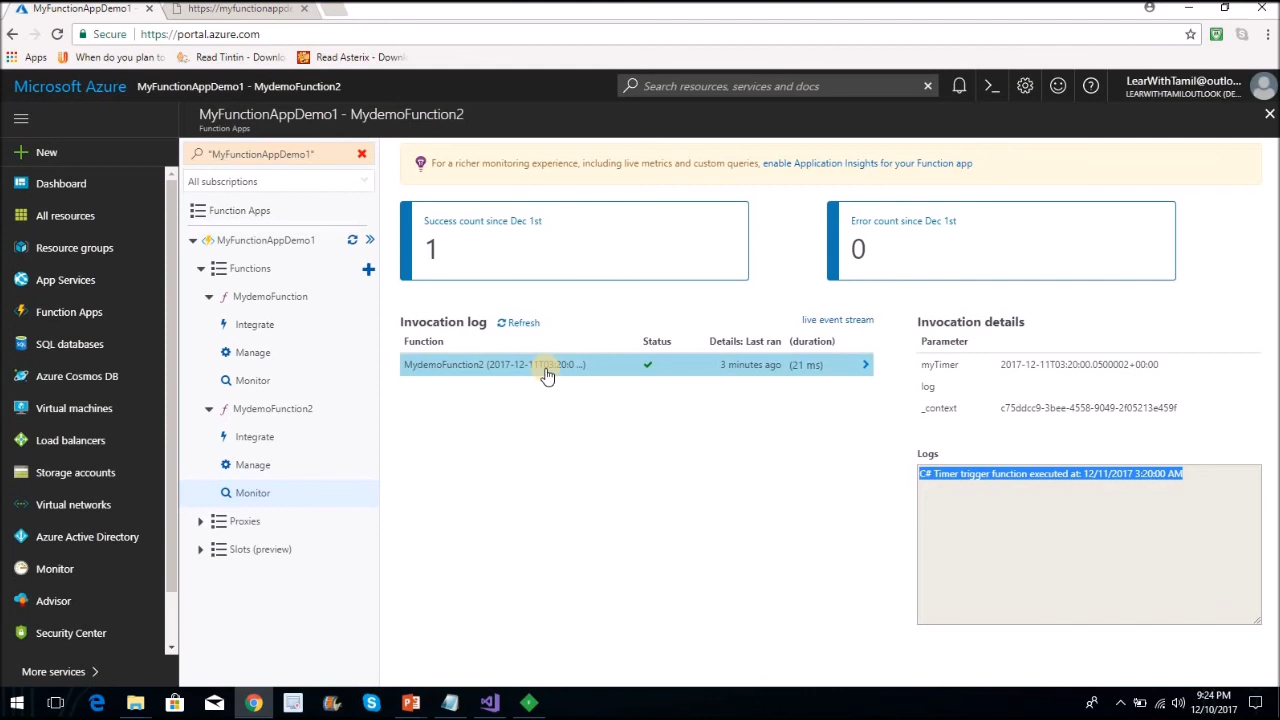 MyFunctionAppDemo1 - M
https://myfunctionappde
Secure
https://portal.azure.com
Apps
When do you plan to
Read Tintin - Downlo
Read Asterix - Downl
Microsoft Azure
MyFunctionAppDemo1 - MydemoFunction2
Search resources, services and docs
LearWithTamil@outlo...
LEARWITHTAMILOUTLOOK (DE...
MyFunctionAppDemo1 - MydemoFunction2
Function Apps
New
Dashboard
All resources
Resource groups
App Services
Function Apps
SQL databases
Azure Cosmos DB
Virtual machines
Load balancers
Storage accounts
Virtual networks
Azure Active Directory
Monitor
Advisor
Security Center
More services
"MyFunctionAppDemo1"
All subscriptions
Function Apps
MyFunctionAppDemo1
Functions
MydemoFunction
Integrate
Manage
Monitor
MydemoFunction2
Integrate
Manage
Monitor
Proxies
Slots (preview)
For a richer monitoring experience, including live metrics and custom queries, enable Application Insights for your Function app
Success count since Dec 1st
1
Error count since Dec 1st
0
Invocation log
Refresh
live event stream
Function
Status
Details: Last ran
(duration)
MydemoFunction2 (2017-12-11T03:20:0 ...)
3 minutes ago
(21 ms)
Invocation details
Parameter
myTimer
2017-12-11T03:20:00.0500002+00:00
log
_context
c75ddcc9-3bee-4558-9049-2f05213e459f
Logs
C# Timer trigger function executed at: 12/11/2017 3:20:00 AM
9:24 PM
12/10/2017